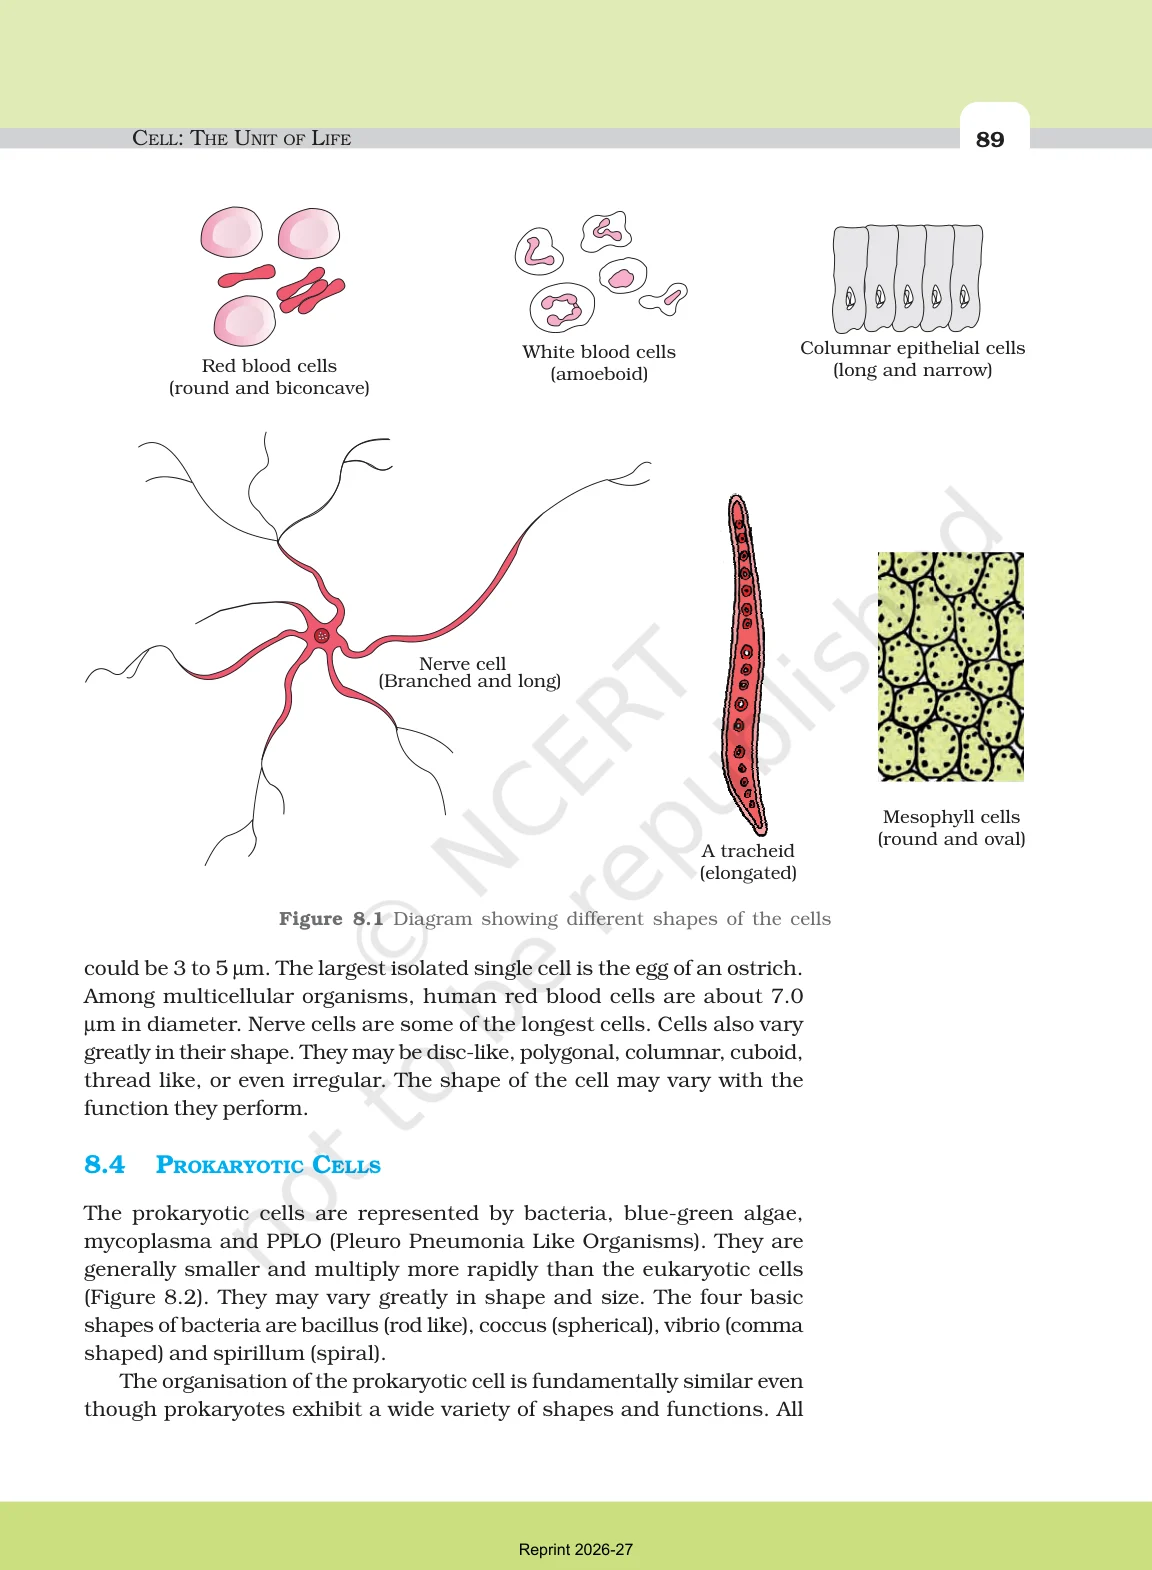 CELL: THE UNIT OF LIFE
89
Red blood cells
(round and biconcave)
White blood cells
(amoeboid)
Columnar epithelial cells
(long and narrow)
Nerve cell
(Branched and long)
A tracheid
(elongated)
Mesophyll cells
(round and oval)
Figure 8.1 Diagram showing different shapes of the cells
could be 3 to 5 µm. The largest isolated single cell is the egg of an ostrich.
Among multicellular organisms, human red blood cells are about 7.0
µm in diameter. Nerve cells are some of the longest cells. Cells also vary
greatly in their shape. They may be disc-like, polygonal, columnar, cuboid,
thread like, or even irregular. The shape of the cell may vary with the
function they perform.
8.4 PROKARYOTIC CELLS
The prokaryotic cells are represented by bacteria, blue-green algae,
mycoplasma and PPLO (Pleuro Pneumonia Like Organisms). They are
generally smaller and multiply more rapidly than the eukaryotic cells
(Figure 8.2). They may vary greatly in shape and size. The four basic
shapes of bacteria are bacillus (rod like), coccus (spherical), vibrio (comma
shaped) and spirillum (spiral).
The organisation of the prokaryotic cell is fundamentally similar even
though prokaryotes exhibit a wide variety of shapes and functions. All
© NCERT
not to be republished
Reprint 2026-27